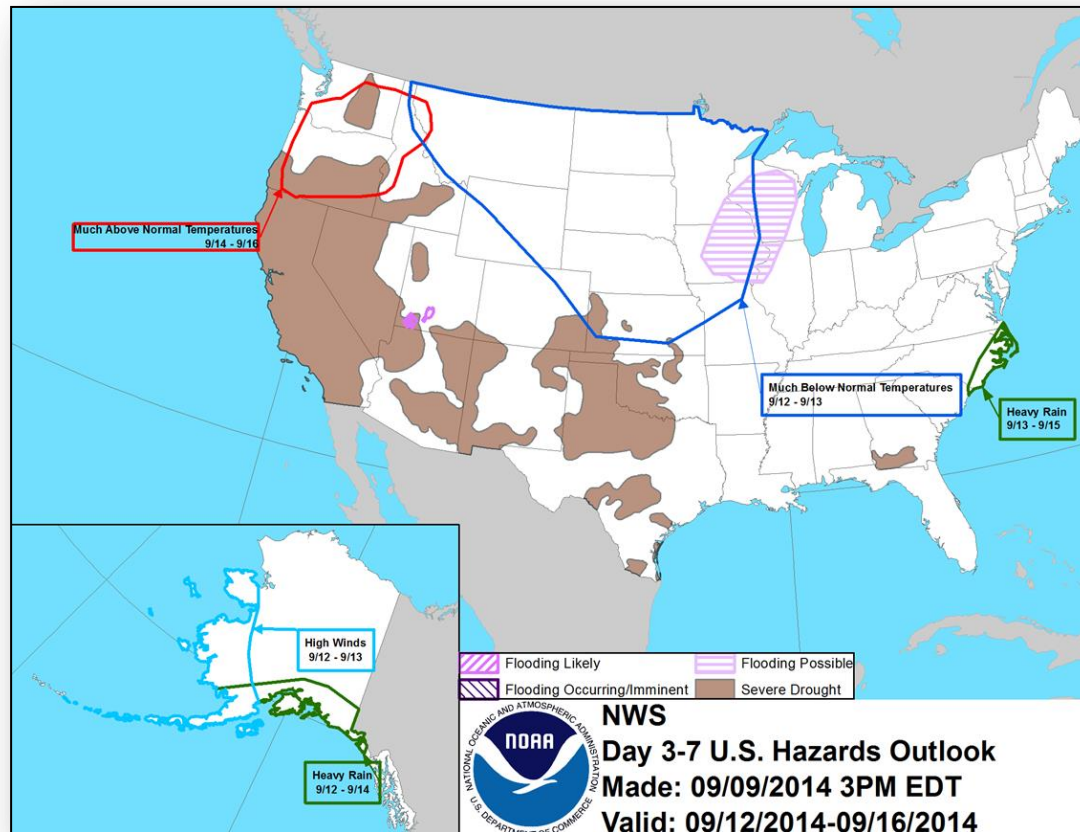 Much Above Normal Temperatures
9/14 - 9/16
Much Below Normal Temperatures
9/12 - 9/13
Heavy Rain
9/13 - 9/15
High Winds
9/12 - 9/13
Heavy Rain
9/12 - 9/14
Flooding Likely
Flooding Possible
Flooding Occurring/Imminent
Severe Drought
NATIONAL OCEANIC AND ATMOSPHERIC ADMINISTRATION
NOAA
U.S. DEPARTMENT OF COMMERCE
NWS
Day 3-7 U.S. Hazards Outlook
Made: 09/09/2014 3PM EDT
Valid: 09/12/2014-09/16/2014